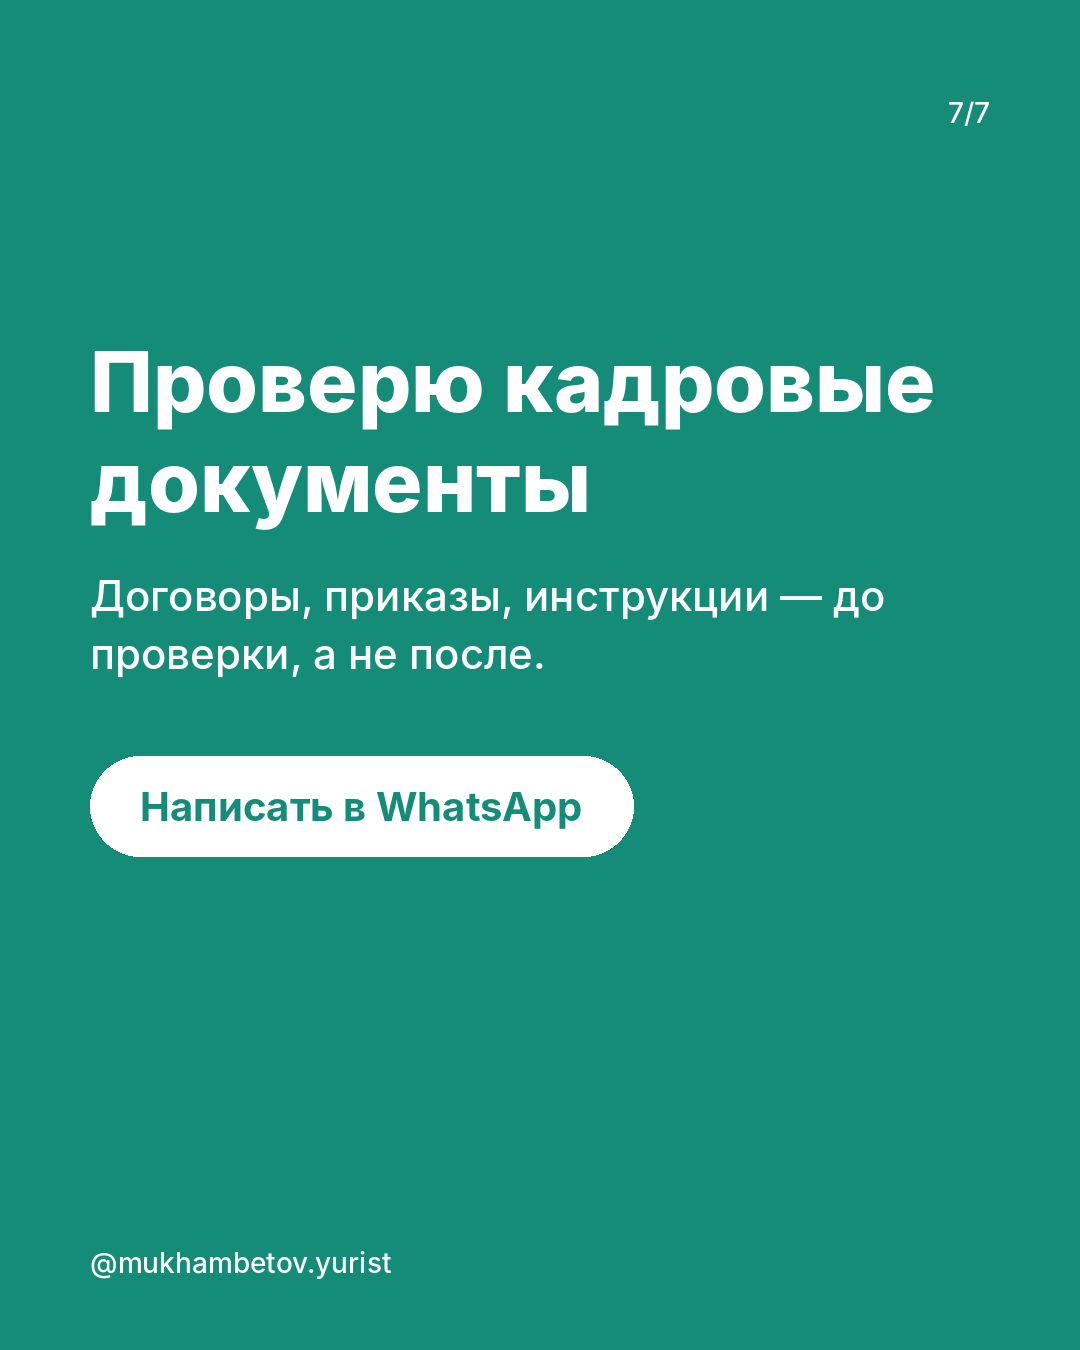 7/7
Проверю кадровые
документы
Договоры, приказы, инструкции — до
проверки, а не после.
Написать в WhatsApp
@mukhambetov.yurist